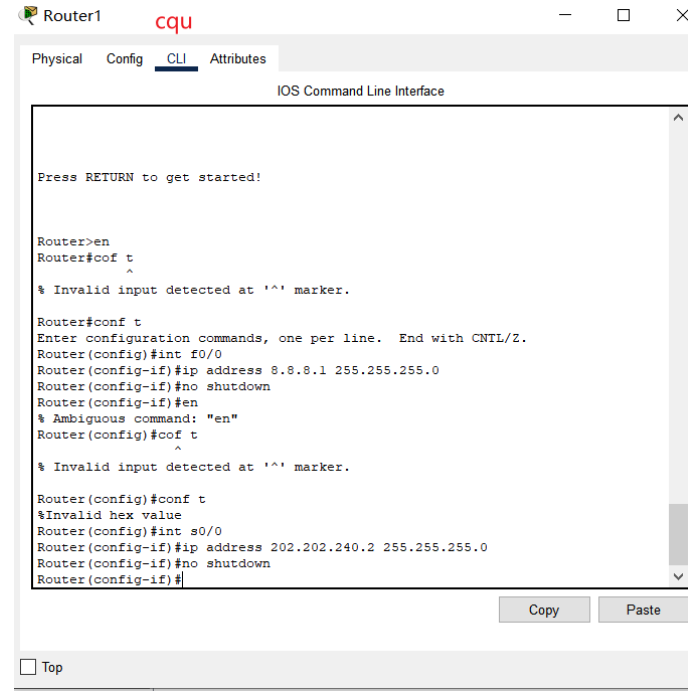 Router1
cqu
Physical Config CLI Attributes
IOS Command Line Interface
Press RETURN to get started!
Router>en
Router#cof t
^
% Invalid input detected at '^' marker.
Router#conf t
Enter configuration commands, one per line. End with CNTL/Z.
Router(config)#int f0/0
Router(config-if)#ip address 8.8.8.1 255.255.255.0
Router(config-if)#no shutdown
Router(config-if)#en
% Ambiguous command: "en"
Router(config)#cof t
^
% Invalid input detected at '^' marker.
Router(config)#conf t
%Invalid hex value
Router(config)#int s0/0
Router(config-if)#ip address 202.202.240.2 255.255.255.0
Router(config-if)#no shutdown
Router(config-if)#
Copy Paste
Top